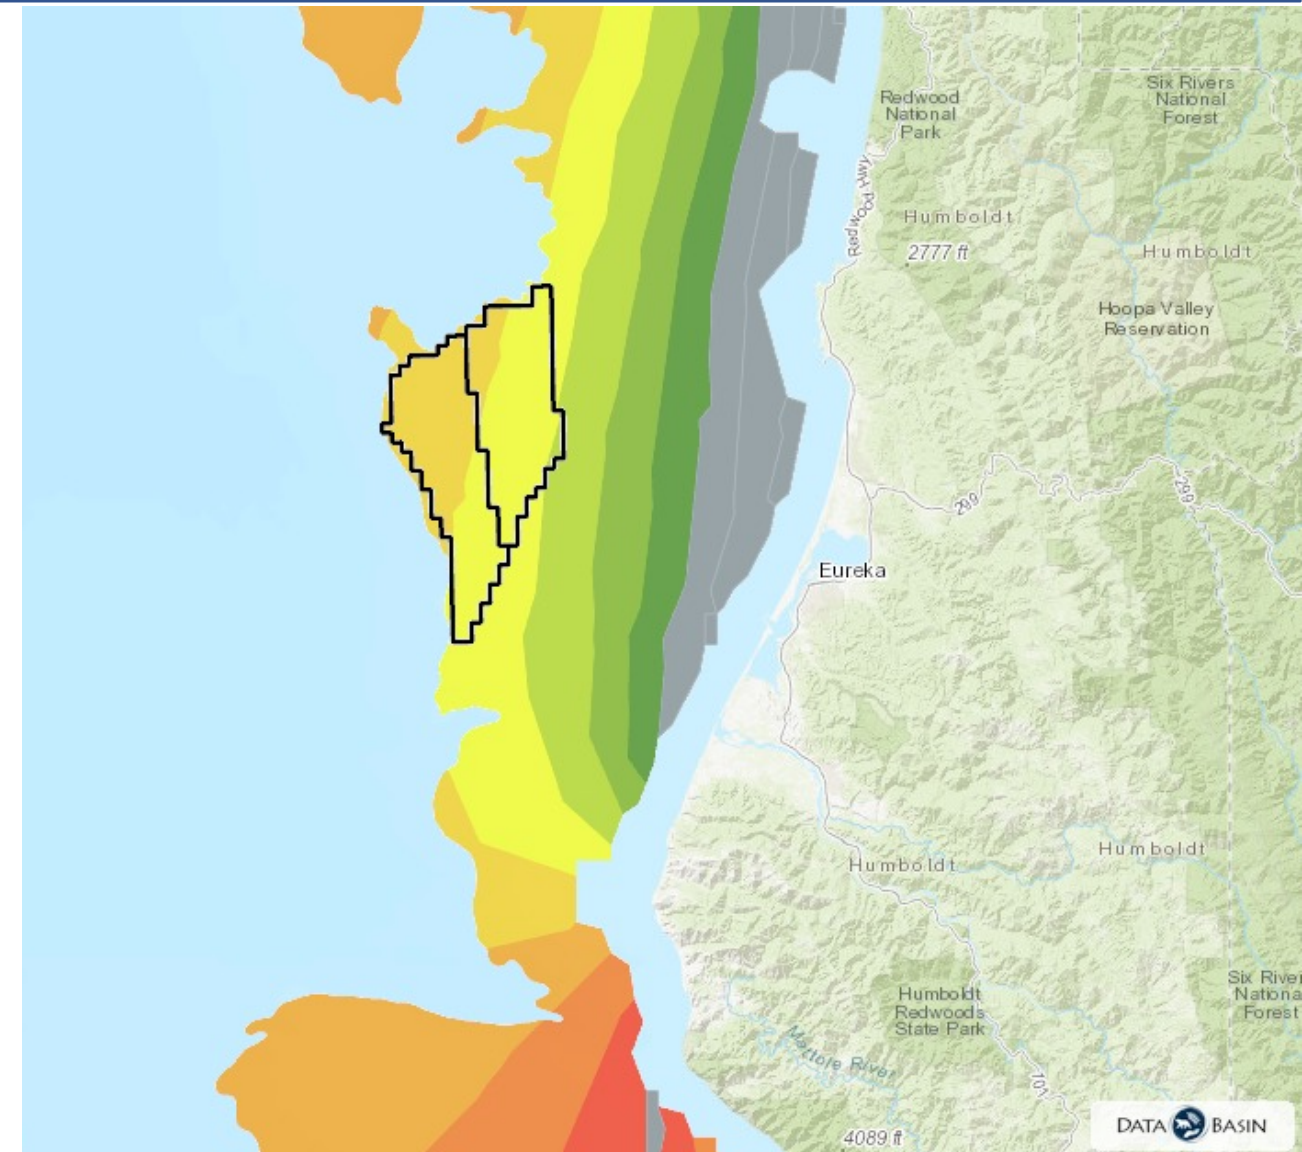 Redwood
National
Park
Six Rivers
National
Forest
Redwood Hwy
Humboldt
2777 ft
Humboldt
Hoopa Valley
Reservation
299
299
Eureka
Humboldt
Humboldt
Humboldt
Redwoods
State Park
Six River
Nationa
Forest
Mattole River
101
4089 ft
DATA BASIN